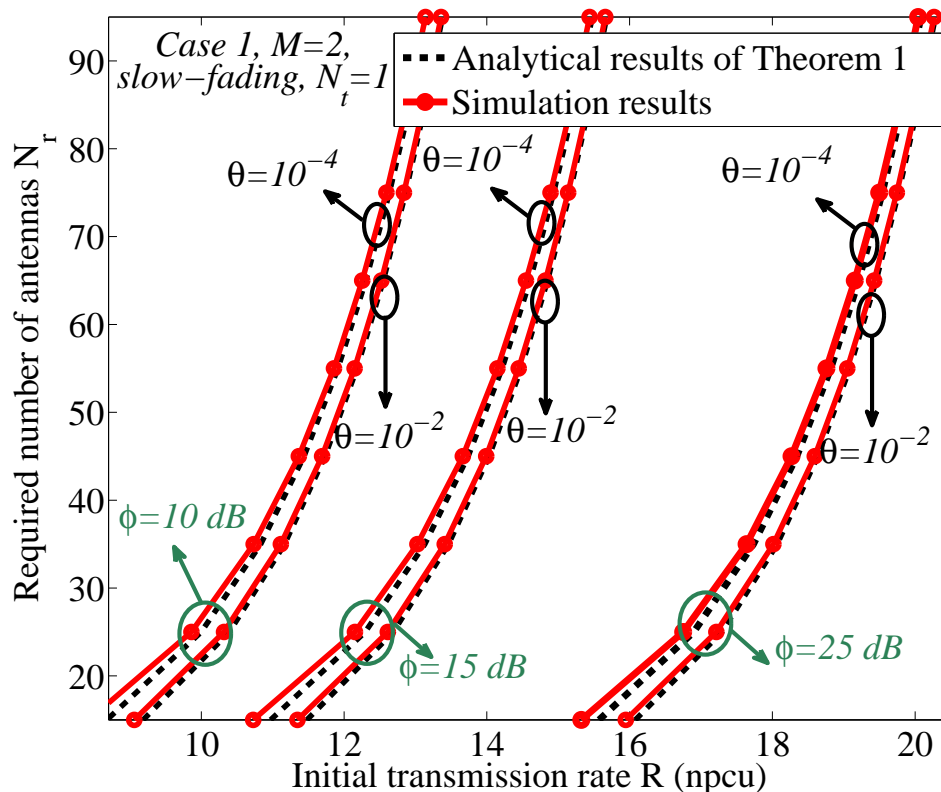 Case 1, M=2,
slow-fading, N_t=1
Analytical results of Theorem 1
Simulation results
θ=10^{-4}
θ=10^{-4}
θ=10^{-4}
θ=10^{-2}
θ=10^{-2}
θ=10^{-2}
ϕ=10 dB
ϕ=15 dB
ϕ=25 dB
Required number of antennas N_r
90
80
70
60
50
40
30
20
10 12 14 16 18 20
Initial transmission rate R (npcu)